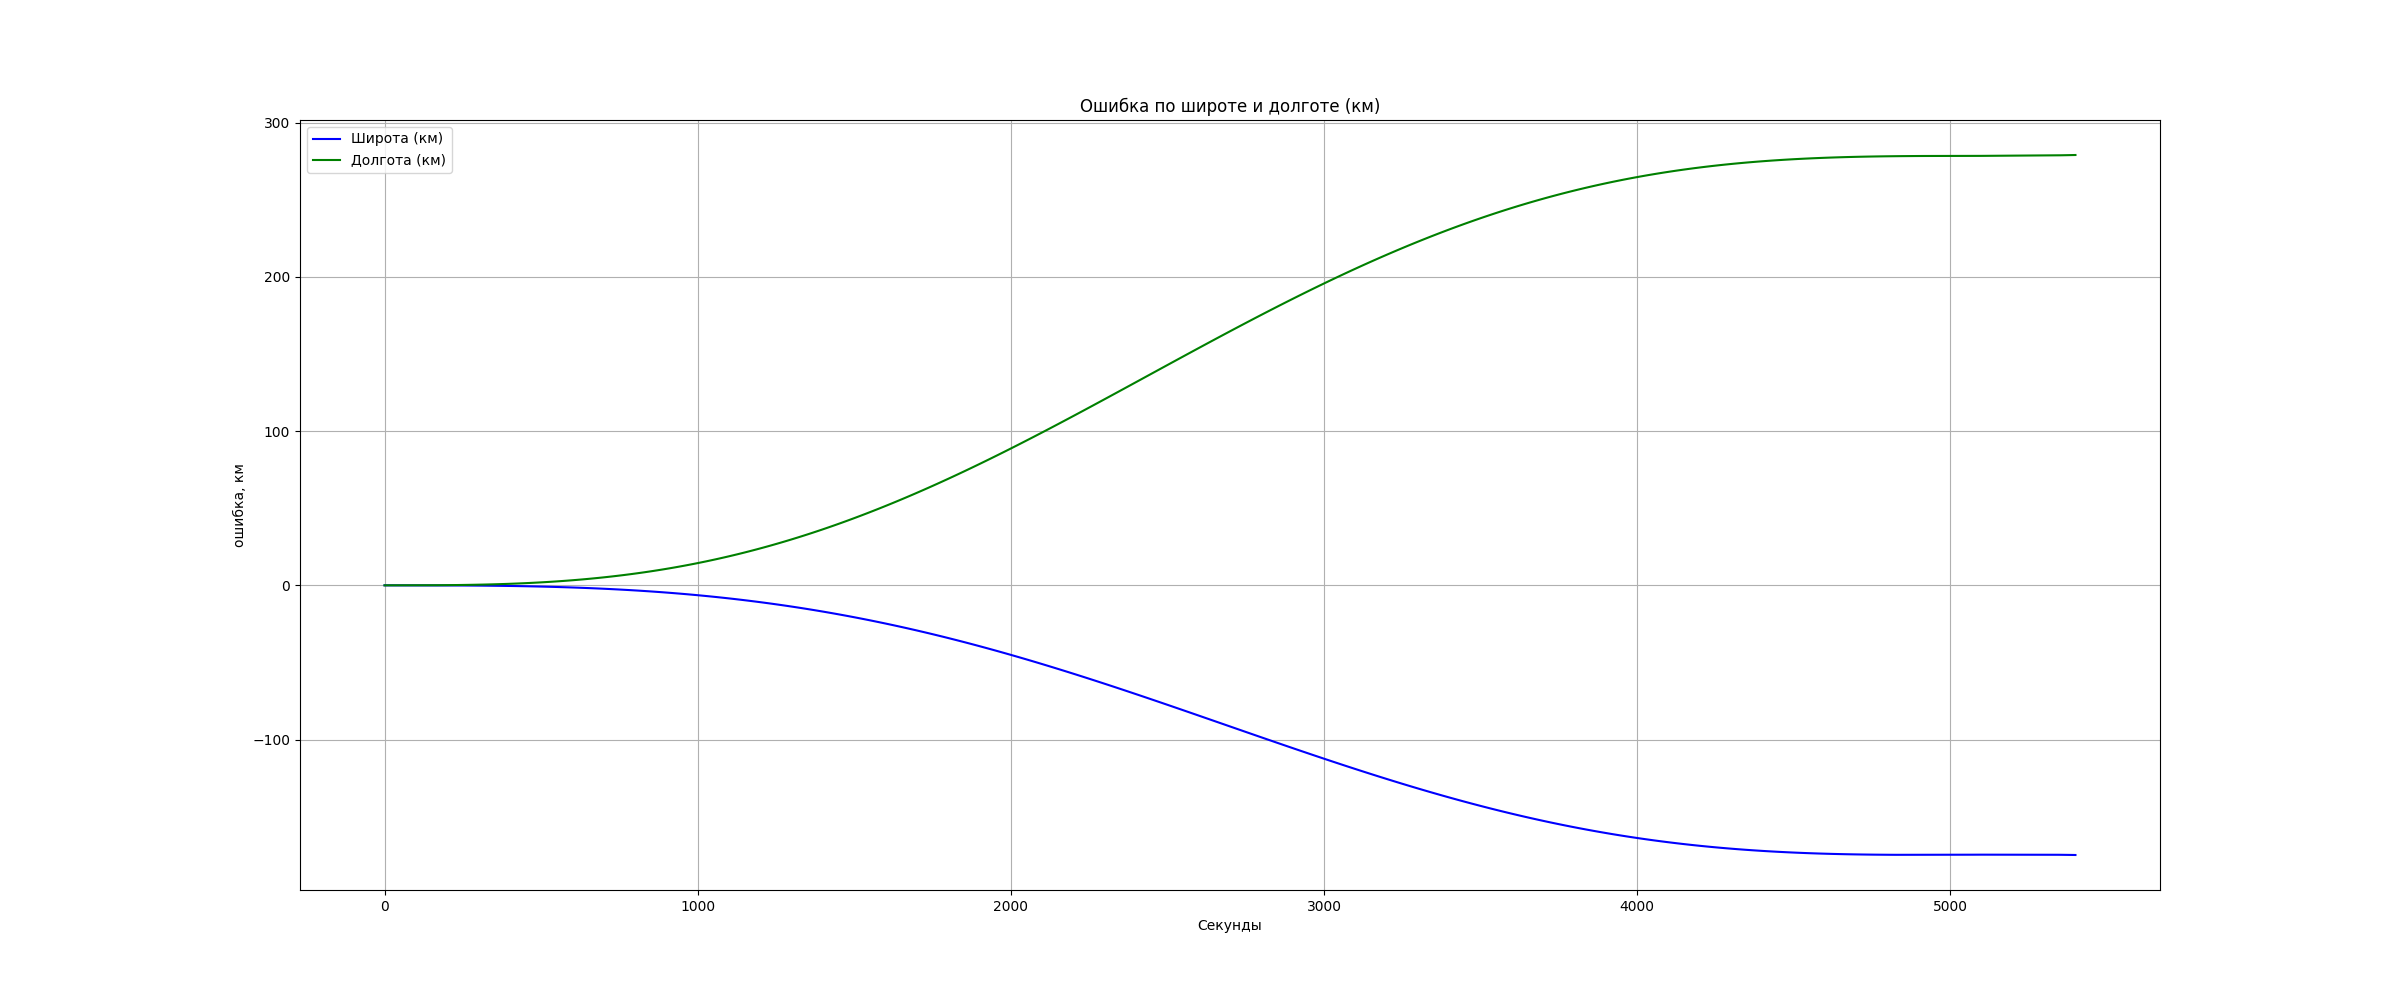 Ошибка по широте и долготе (км)
300
200
100
0
−100
ошибка, км
Широта (км)
Долгота (км)
0 1000 2000 3000 4000 5000
Секунды